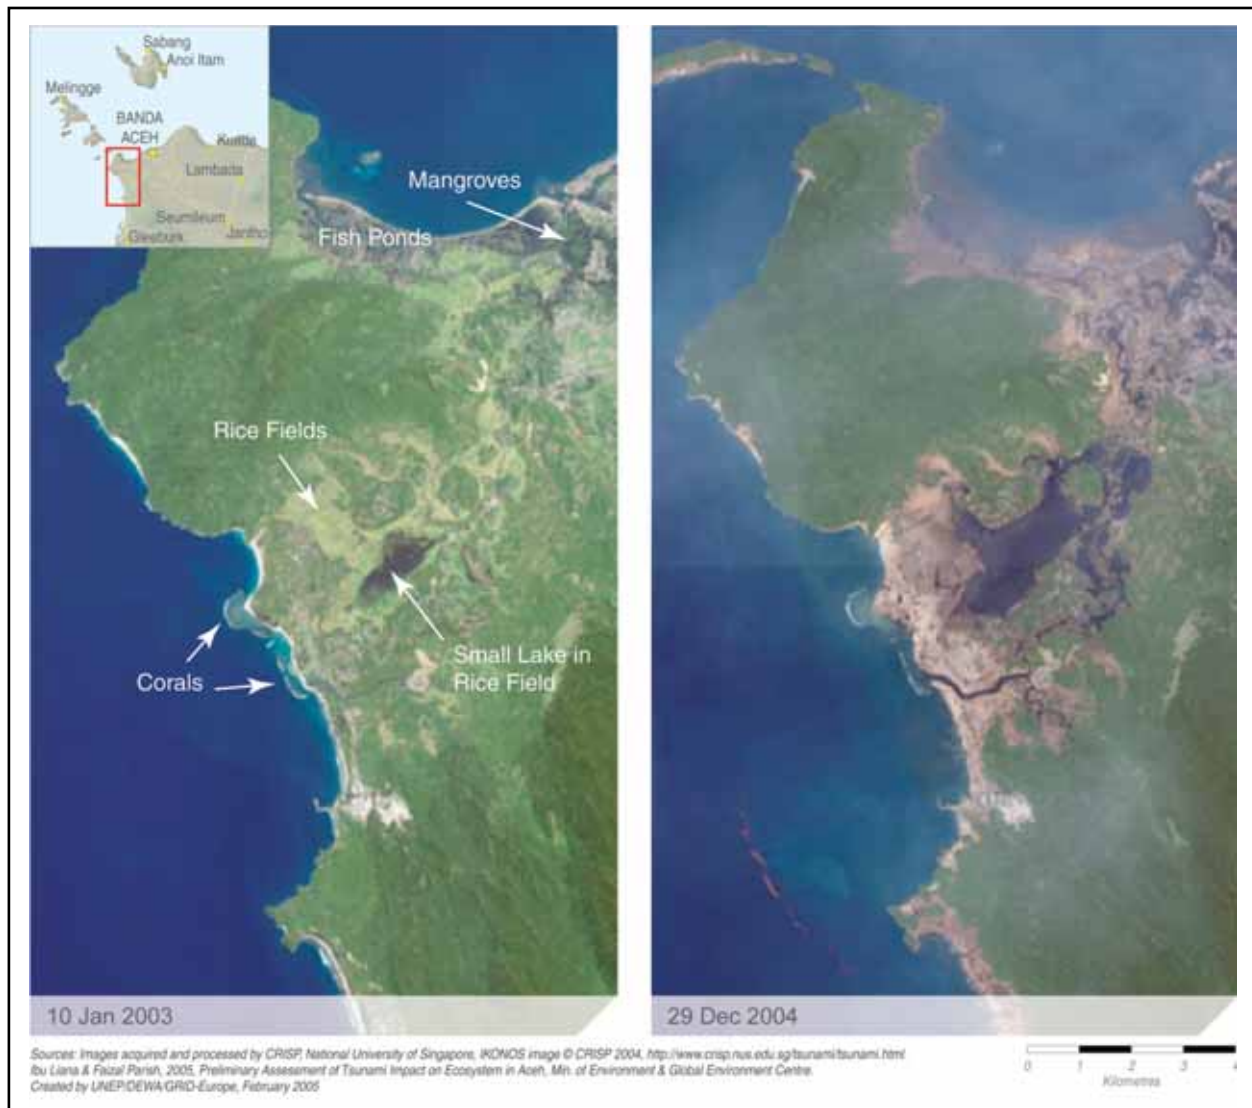 Sabang
Anoi Itam
Melingge
BANDA
ACEH
Lambada
Seumileum
Jantho
Mangroves
Fish Ponds
Rice Fields
Small Lake in
Rice Field
Corals
10 Jan 2003
29 Dec 2004
Sources: Images acquired and processed by CRISP, National University of Singapore, IKONOS image © CRISP 2004, http://www.crisp.nus.edu.sg/tsunami/tsunami.html
Ibu Liana & Faizal Parish, 2005, Preliminary Assessment of Tsunami Impact on Ecosystem in Aceh, Min. of Environment & Global Environment Centre.
Created by UNEP/DEWA/GRID-Europe, February 2005
0 1 2 3 4
Kilometres